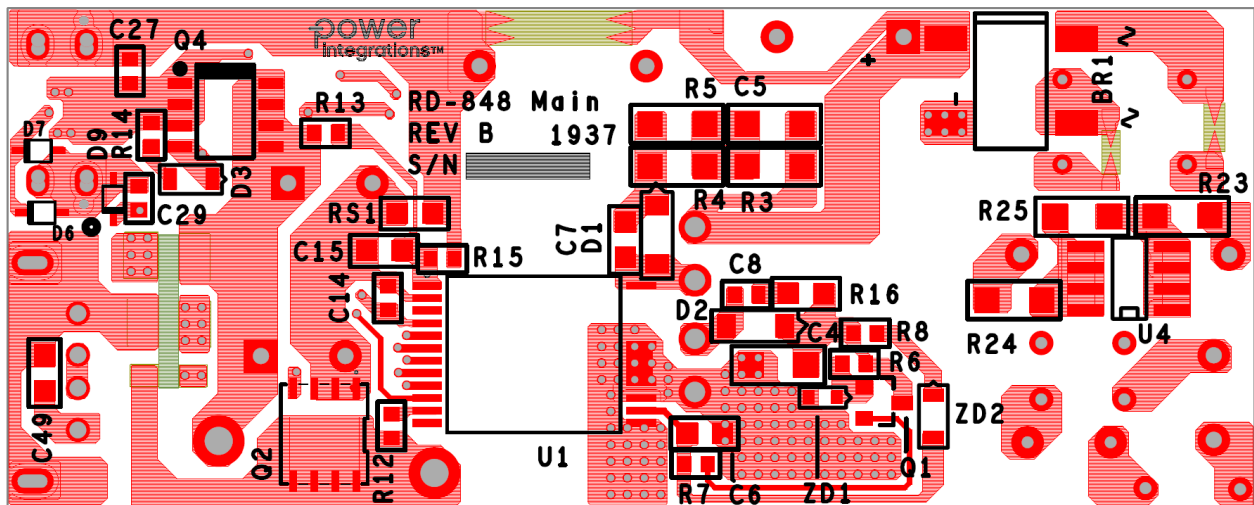 C27
Q4
power
integrations™
D7
D9
R14
R13
RD-848 Main
REV B 1937
S/N
R5 C5
+
-
~
~
BR1
D3
D6
C29
RS1
C15
R15
C14
C7
D1
R4 R3
R25
R23
C8
D2
R16
C4
R8
R6
R24
U4
C49
Q2
R12
U1
R7
C6
ZD1
Q1
ZD2